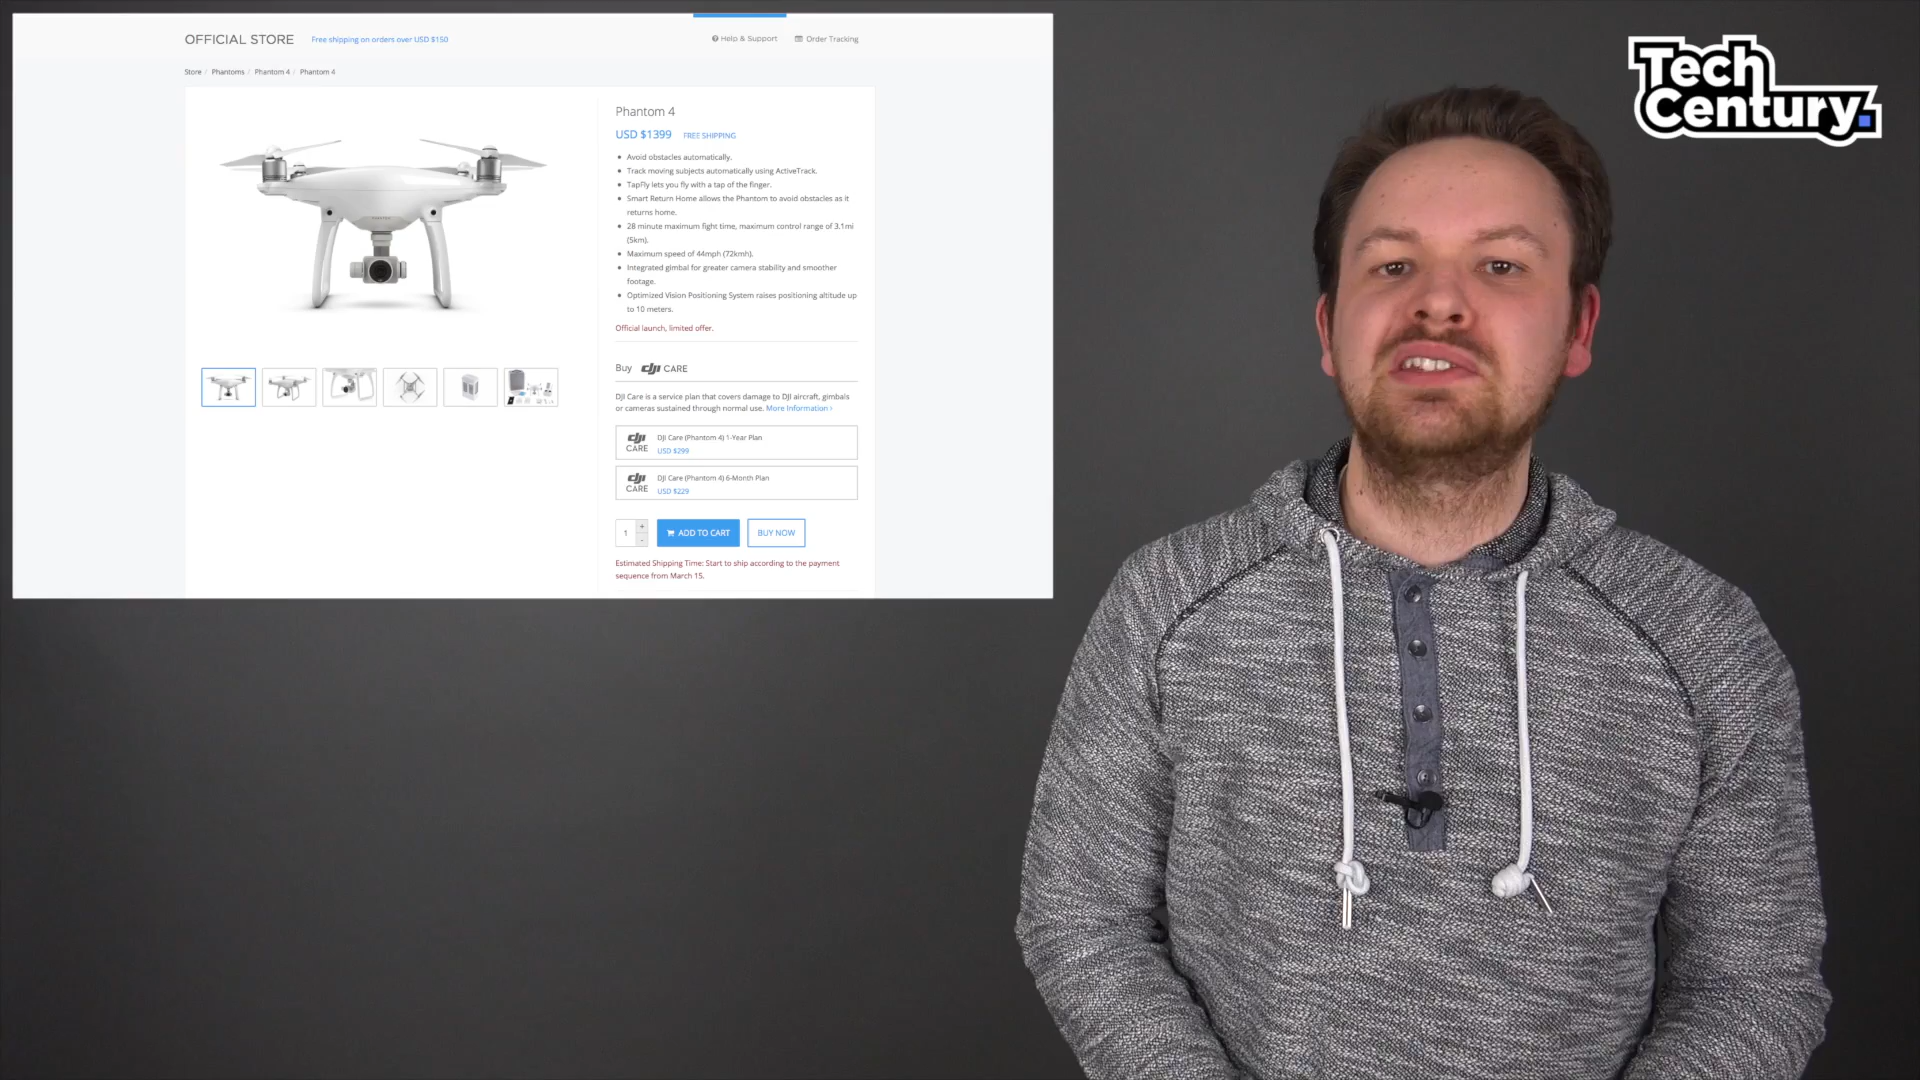 OFFICIAL STORE
Free shipping on orders over USD $150
Help & Support
Order Tracking
Store / Phantoms / Phantom 4 / Phantom 4
Phantom 4
USD $1399 FREE SHIPPING
Avoid obstacles automatically.
Track moving subjects automatically using ActiveTrack.
TapFly lets you fly with a tap of the finger.
Smart Return Home allows the Phantom to avoid obstacles as it
returns home.
28 minute maximum fight time, maximum control range of 3.1mi
(5km).
Maximum speed of 44mph (72kmh).
Integrated gimbal for greater camera stability and smoother
footage.
Optimized Vision Positioning System raises positioning altitude up
to 10 meters.
Official launch, limited offer.
Buy dji CARE
DJI Care is a service plan that covers damage to DJI aircraft, gimbals
or cameras sustained through normal use. More Information ›
dji
CARE
DJI Care (Phantom 4) 1-Year Plan
USD $299
dji
CARE
DJI Care (Phantom 4) 6-Month Plan
USD $229
1
+
-
ADD TO CART
BUY NOW
Estimated Shipping Time: Start to ship according to the payment
sequence from March 15.
Tech
Century.